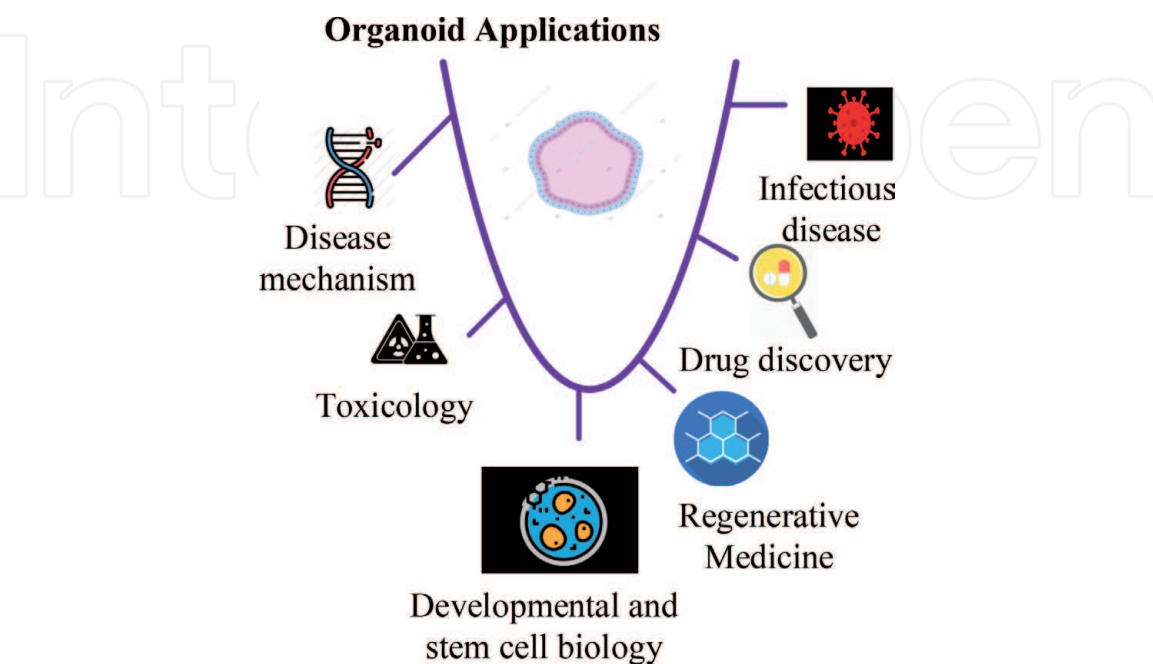 Organoid Applications
Disease
mechanism
Toxicology
Developmental and
stem cell biology
Regenerative
Medicine
Drug discovery
Infectious
disease